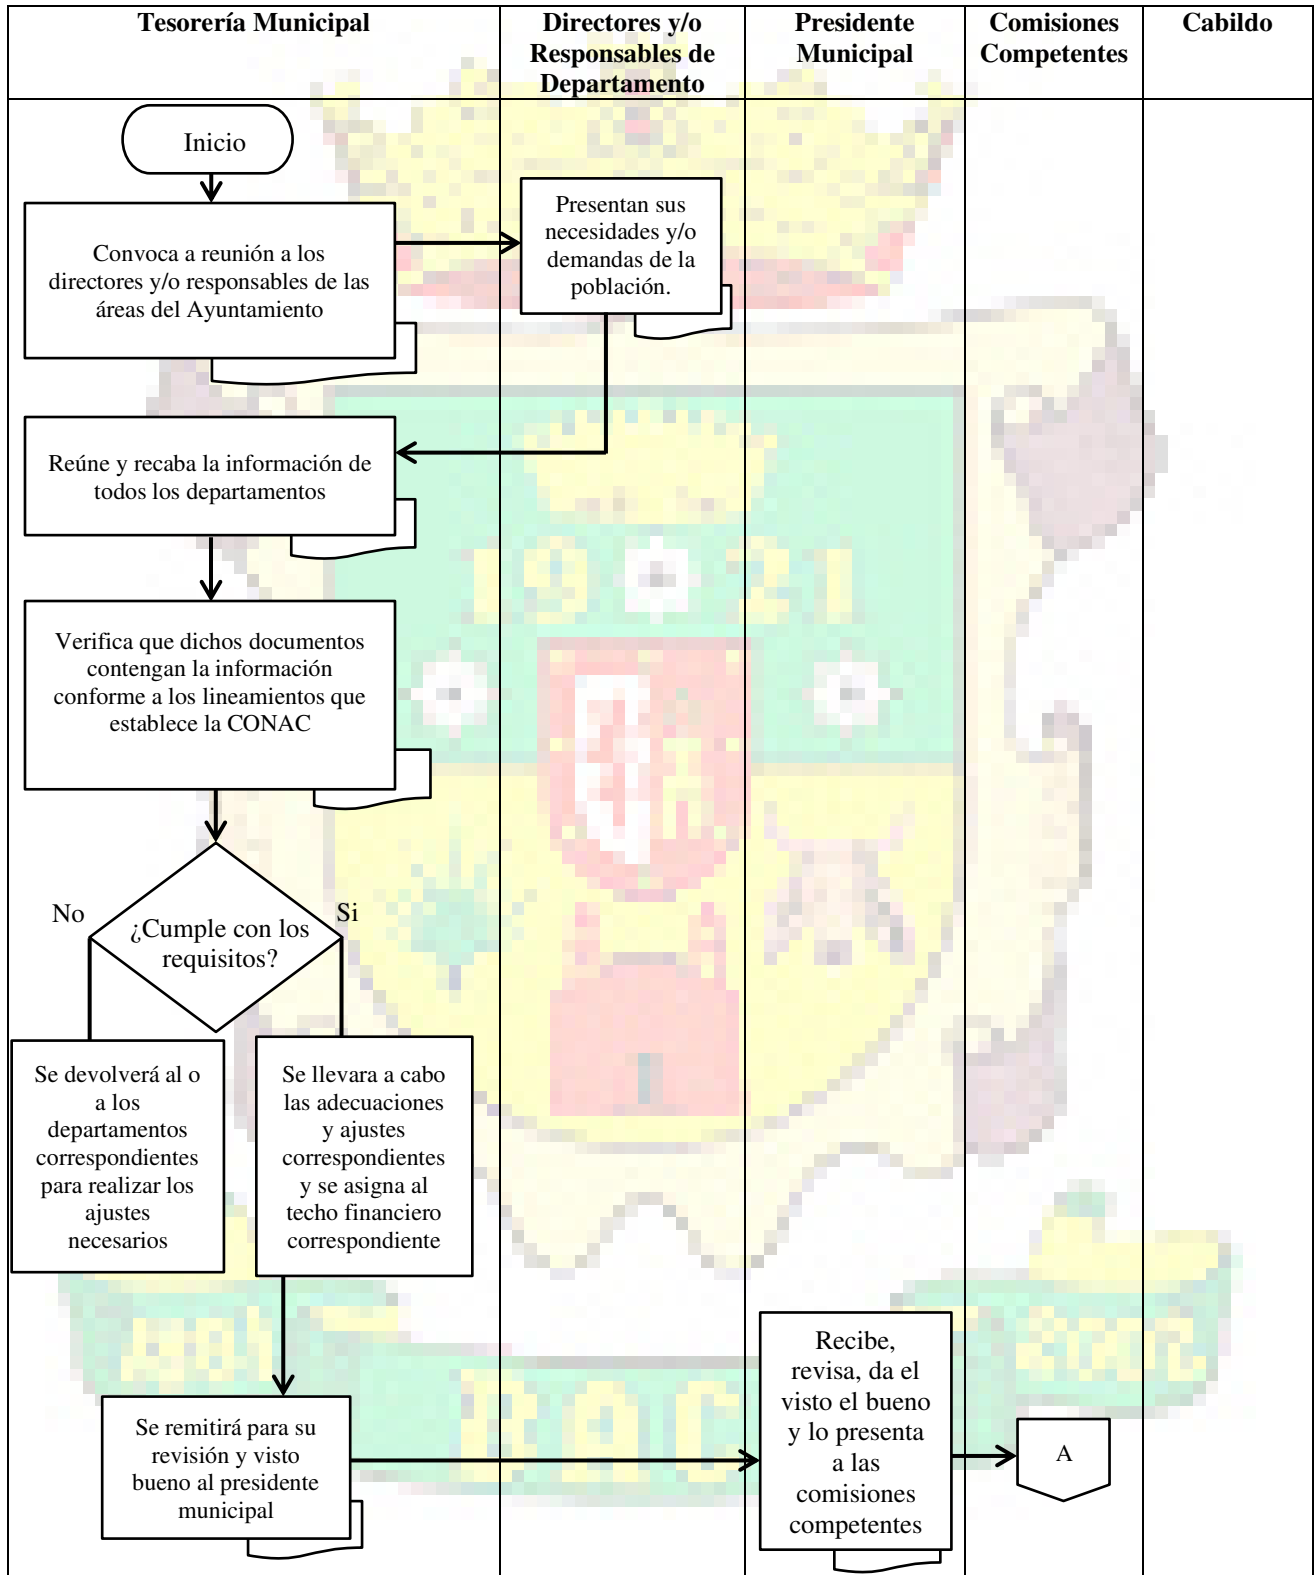 Tesorería Municipal
Directores y/o
Responsables de
Departamento
Presidente
Municipal
Comisiones
Competentes
Cabildo
Inicio
Convoca a reunión a los
directores y/o responsables de las
áreas del Ayuntamiento
Presentan sus
necesidades y/o
demandas de la
población.
Reúne y recaba la información de
todos los departamentos
Verifica que dichos documentos
contengan la información
conforme a los lineamientos que
establece la CONAC
No
Si
¿Cumple con los
requisitos?
Se devolverá al o
a los
departamentos
correspondientes
para realizar los
ajustes
necesarios
Se llevara a cabo
las adecuaciones
y ajustes
correspondientes
y se asigna al
techo financiero
correspondiente
Se remitirá para su
revisión y visto
bueno al presidente
municipal
Recibe,
revisa, da el
visto el bueno
y lo presenta
a las
comisiones
competentes
A
1921